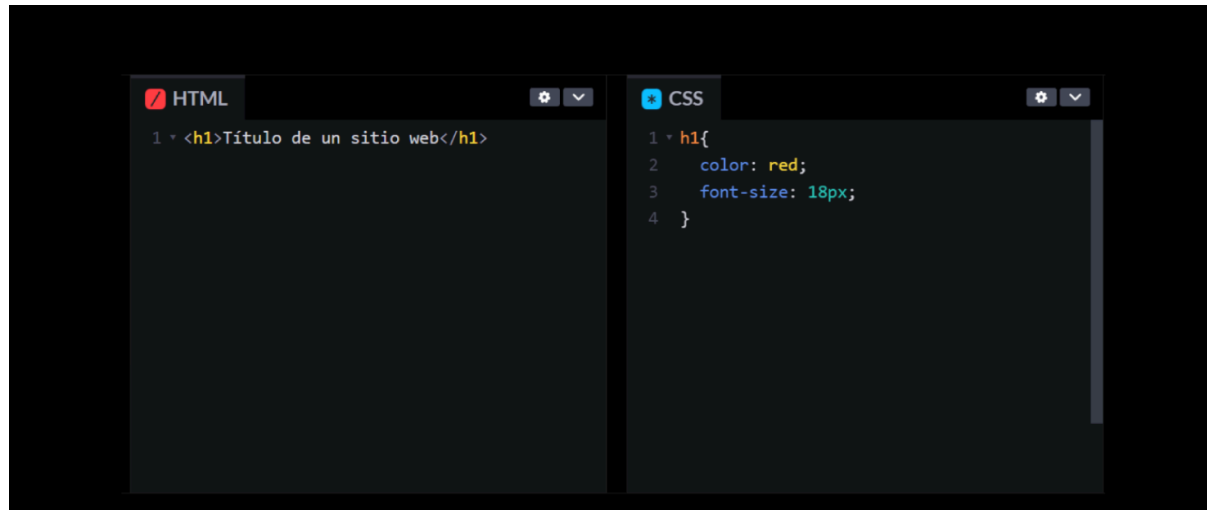 HTML
1 <h1>Título de un sitio web</h1>
CSS
1 h1{
2 color: red;
3 font-size: 18px;
4 }